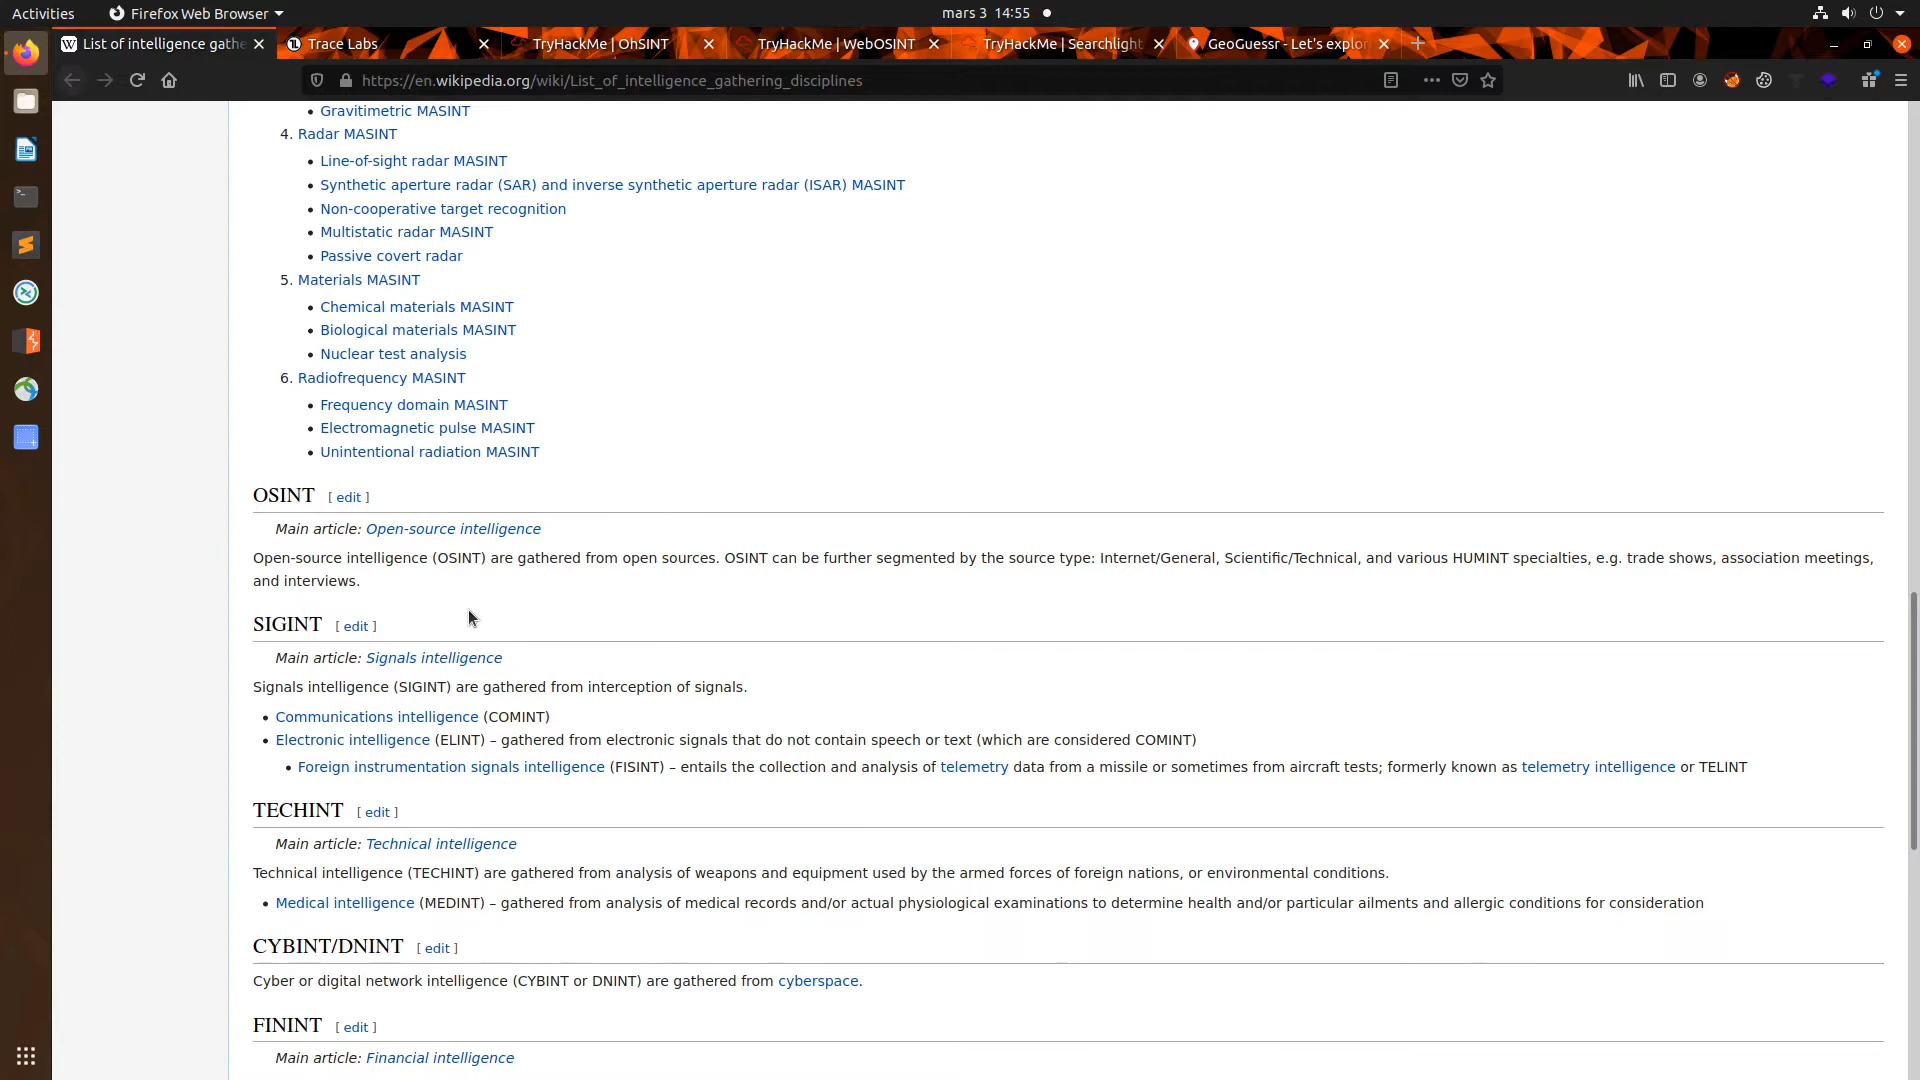 Activities
Firefox Web Browser
mars 3 14:55
List of intelligence gathe
Trace Labs
TryHackMe | OhSINT
TryHackMe | WebOSINT
TryHackMe | Searchlight
GeoGuessr - Let's explor
https://en.wikipedia.org/wiki/List_of_intelligence_gathering_disciplines
• Gravitimetric MASINT
4. Radar MASINT
• Line-of-sight radar MASINT
• Synthetic aperture radar (SAR) and inverse synthetic aperture radar (ISAR) MASINT
• Non-cooperative target recognition
• Multistatic radar MASINT
• Passive covert radar
5. Materials MASINT
• Chemical materials MASINT
• Biological materials MASINT
• Nuclear test analysis
6. Radiofrequency MASINT
• Frequency domain MASINT
• Electromagnetic pulse MASINT
• Unintentional radiation MASINT
OSINT [ edit ]
Main article: Open-source intelligence
Open-source intelligence (OSINT) are gathered from open sources. OSINT can be further segmented by the source type: Internet/General, Scientific/Technical, and various HUMINT specialties, e.g. trade shows, association meetings,
and interviews.
SIGINT [ edit ]
Main article: Signals intelligence
Signals intelligence (SIGINT) are gathered from interception of signals.
• Communications intelligence (COMINT)
• Electronic intelligence (ELINT) – gathered from electronic signals that do not contain speech or text (which are considered COMINT)
• Foreign instrumentation signals intelligence (FISINT) – entails the collection and analysis of telemetry data from a missile or sometimes from aircraft tests; formerly known as telemetry intelligence or TELINT
TECHINT [ edit ]
Main article: Technical intelligence
Technical intelligence (TECHINT) are gathered from analysis of weapons and equipment used by the armed forces of foreign nations, or environmental conditions.
• Medical intelligence (MEDINT) – gathered from analysis of medical records and/or actual physiological examinations to determine health and/or particular ailments and allergic conditions for consideration
CYBINT/DNINT [ edit ]
Cyber or digital network intelligence (CYBINT or DNINT) are gathered from cyberspace.
FININT [ edit ]
Main article: Financial intelligence